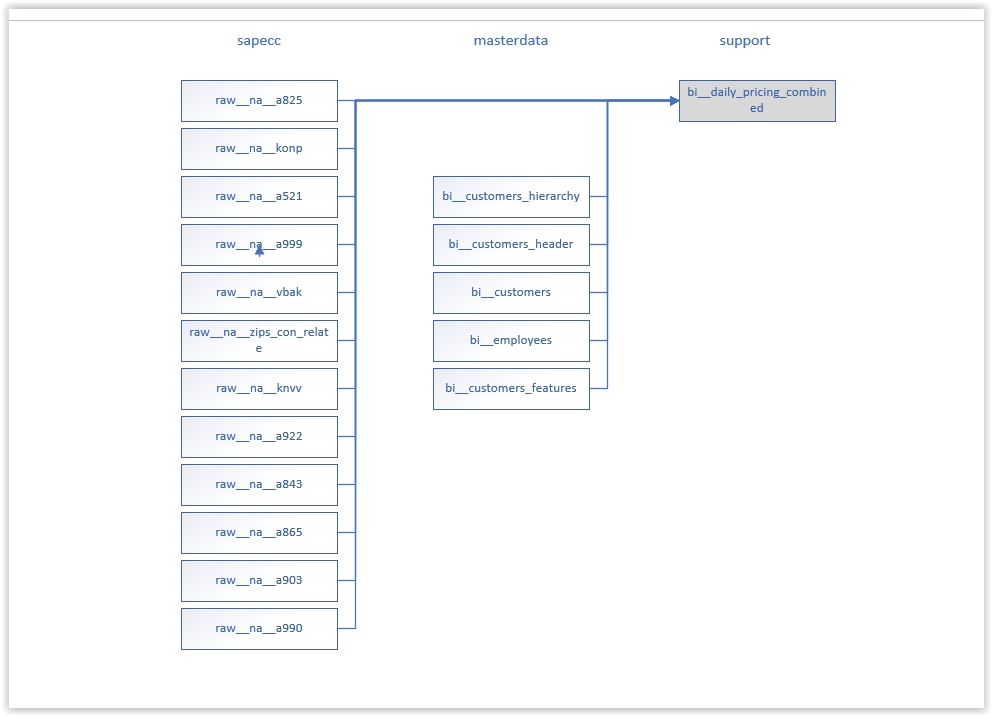 sapecc
masterdata
support
raw__na__a825
bi__daily_pricing_combin
ed
raw__na__konp
raw__na__a521
bi__customers_hierarchy
raw__na__a999
bi__customers_header
raw__na__vbak
bi__customers
raw__na__zips_con_relat
e
bi__employees
raw__na__knvv
bi__customers_features
raw__na__a922
raw__na__a843
raw__na__a865
raw__na__a903
raw__na__a990